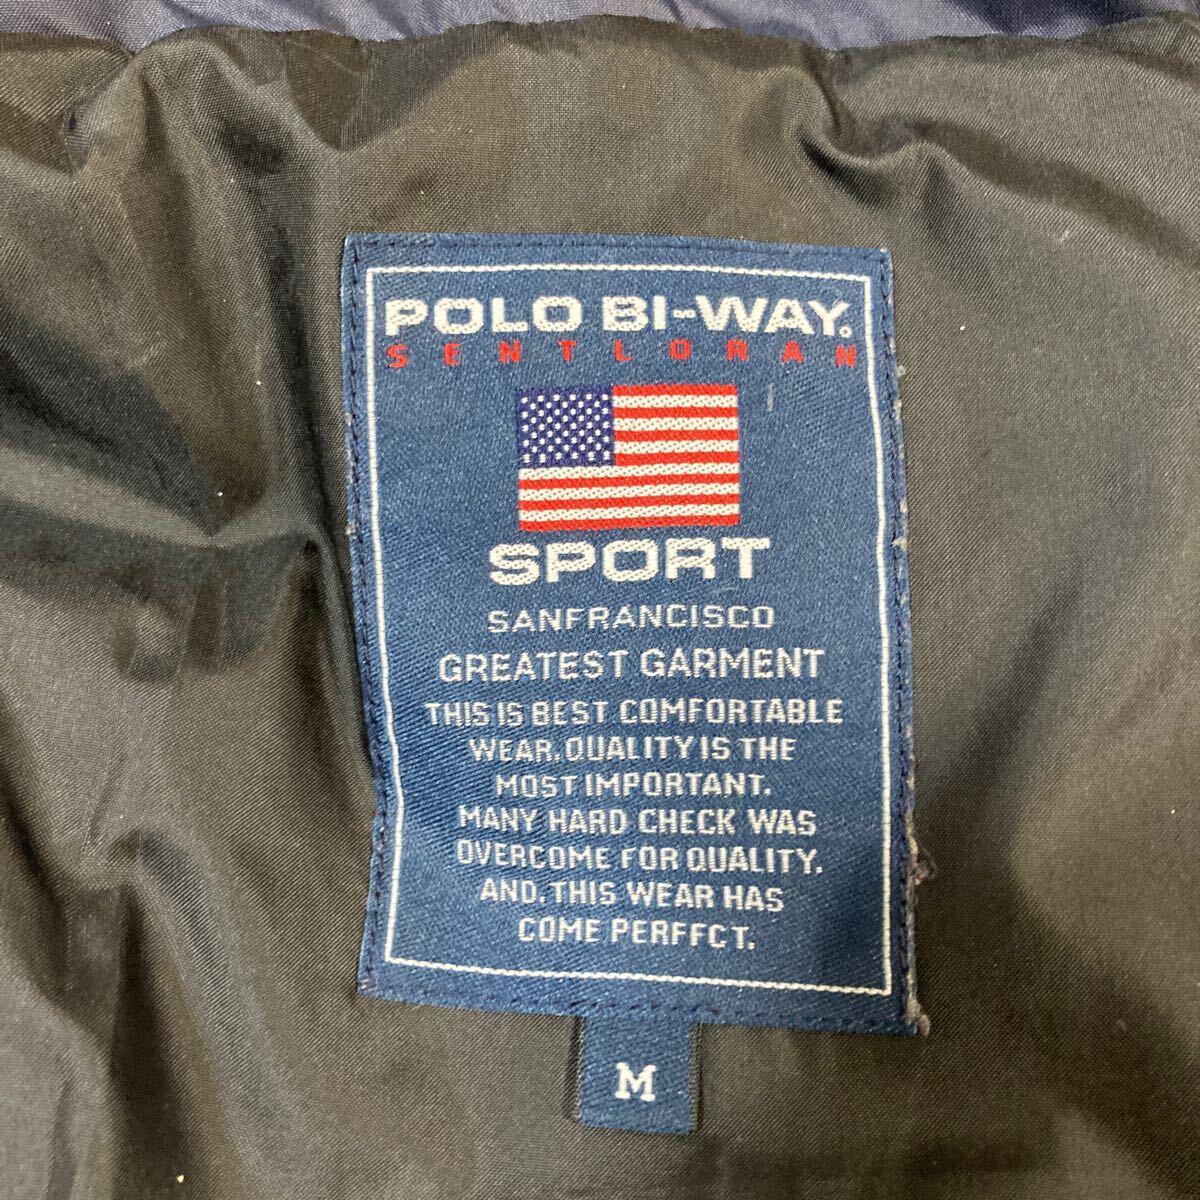 POLO BI-WAY.
SENTLORAN
SPORT
SANFRANCISCO
GREATEST GARMENT
THIS IS BEST COMFORTABLE
WEAR. QUALITY IS THE
MOST IMPORTANT.
MANY HARD CHECK WAS
OVERCOME FOR QUALITY.
AND. THIS WEAR HAS
COME PERFFCT.
M